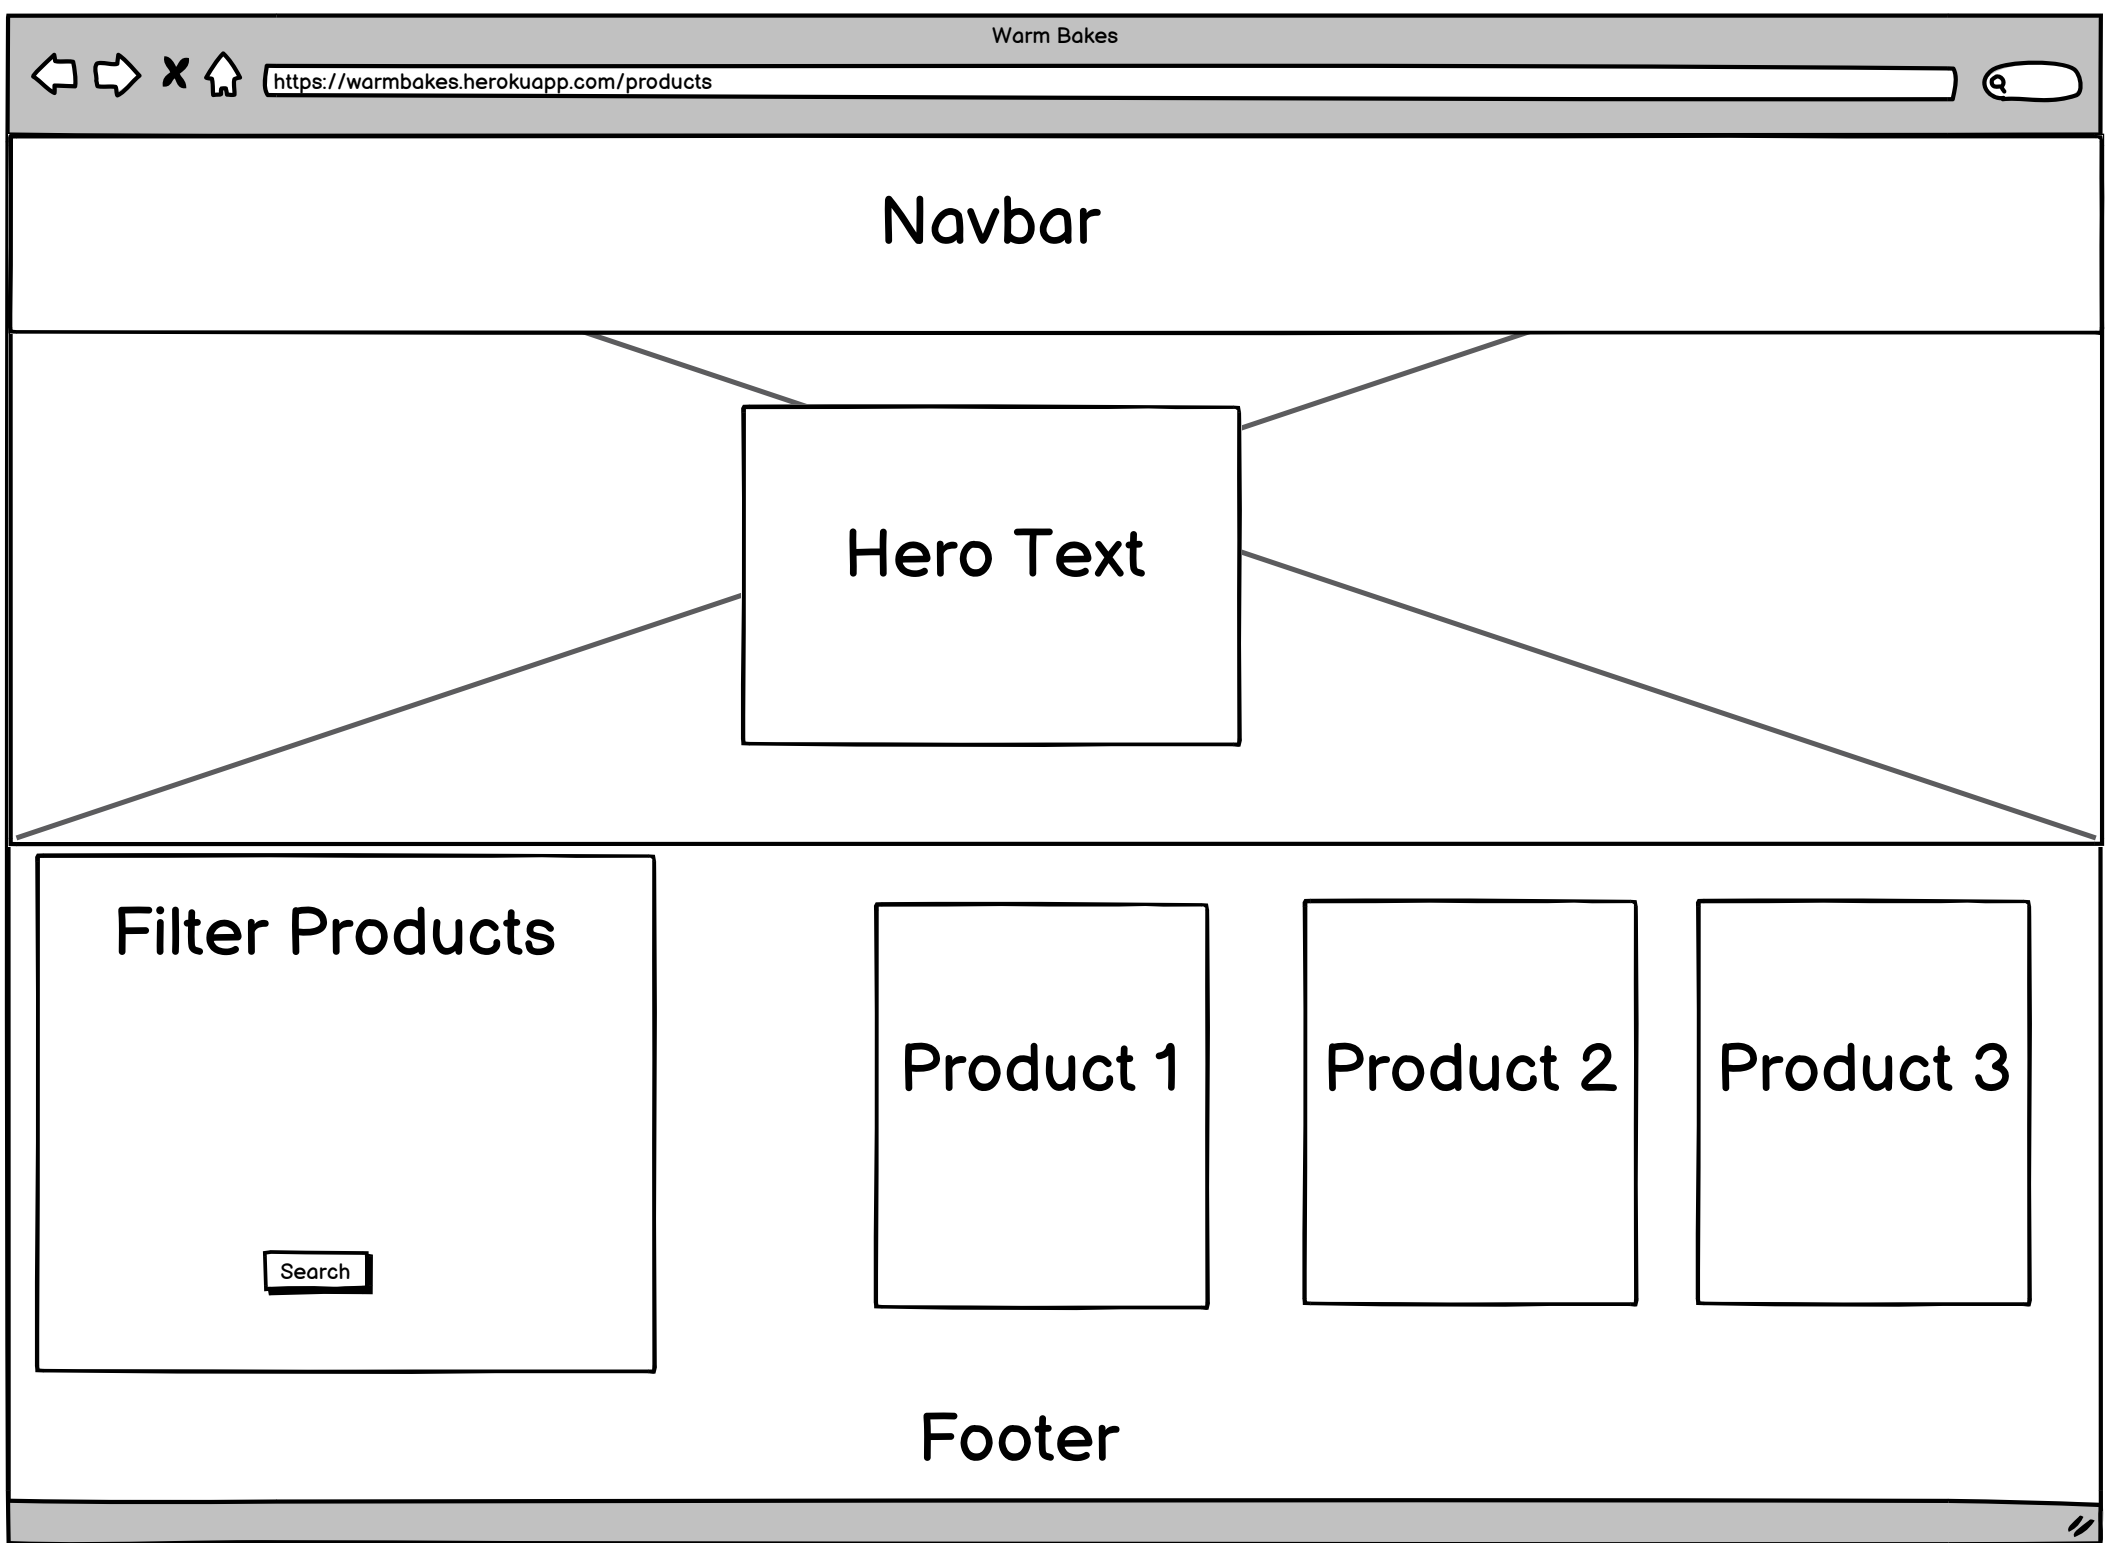 Warm Bakes
https://warmbakes.herokuapp.com/products
Navbar
Hero Text
Filter Products
Product 1
Product 2
Product 3
Search
Footer